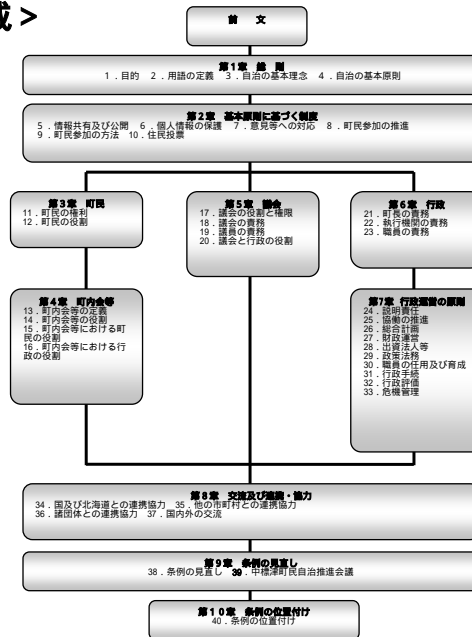 成>
前 文
第1章 総 則
1．目的 2．用語の定義 3．自治の基本理念 4．自治の基本原則
第2章 基本原則に基づく制度
5．情報共有及び公開 6．個人情報の保護 7．意見等への対応 8．町民参加の推進
9．町民参加の方法 10．住民投票
第3章 町民
11．町民の権利
12．町民の役割
第5章 議会
17．議会の役割と権限
18．議会の責務
19．議員の責務
20．議会と行政の役割
第6章 行政
21．町長の責務
22．執行機関の責務
23．職員の責務
第4章 町内会等
13．町内会等の定義
14．町内会等の役割
15．町内会等における町
民の役割
16．町内会等における行
政の役割
第7章 行政運営の原則
24．説明責任
25．協働の推進
26．総合計画
27．財政運営
28．出資法人等
29．政策法務
30．職員の任用及び育成
31．行政手続
32．行政評価
33．危機管理
第8章 交流及び連携・協力
34．国及び北海道との連携協力 35．他の市町村との連携協力
36．諸団体との連携協力 37．国内外の交流
第9章 条例の見直し
38．条例の見直し 39．中標津町民自治推進会議
第10章 条例の位置付け
40．条例の位置付け